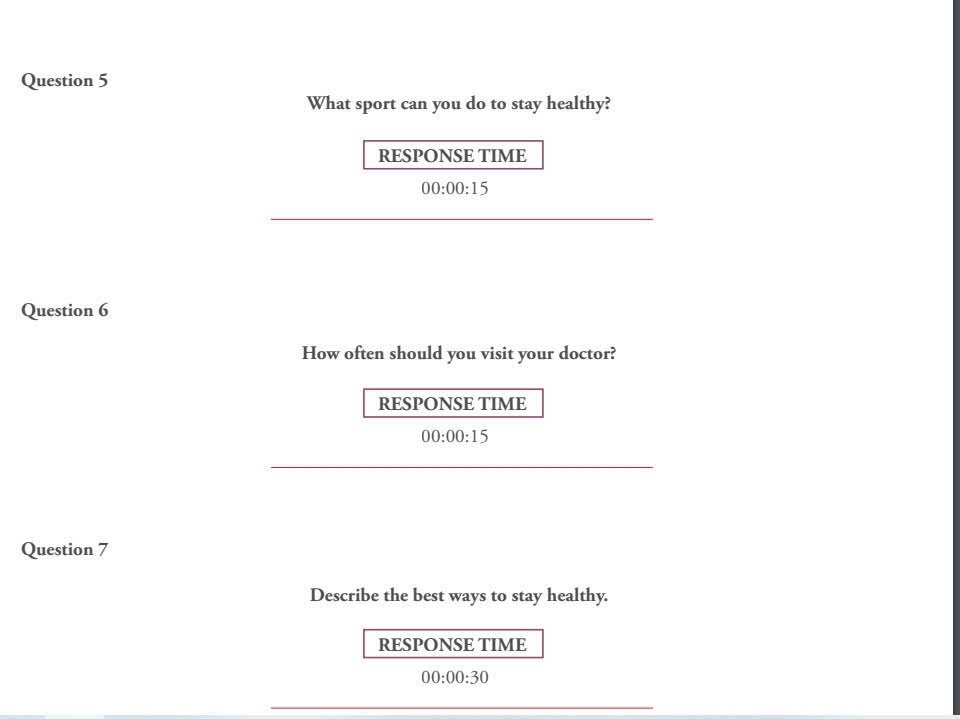 Question 5
What sport can you do to stay healthy?
RESPONSE TIME
00:00:15
Question 6
How often should you visit your doctor?
RESPONSE TIME
00:00:15
Question 7
Describe the best ways to stay healthy.
RESPONSE TIME
00:00:30